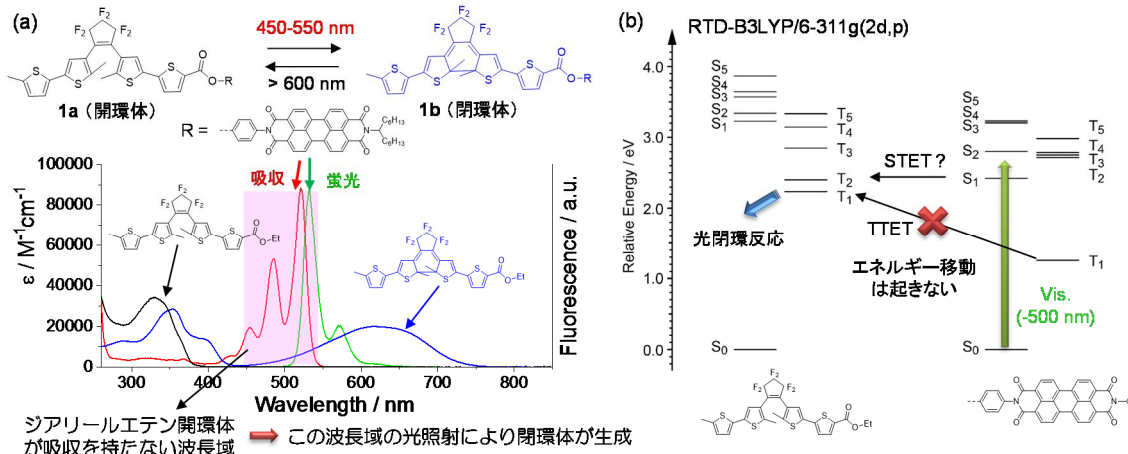 (a)
F2
F2 F2
S
S
S
S
O
O-R
1a (開環体)
450-550 nm
> 600 nm
F2
F2 F2
S
S
S
S
O
O-R
1b (閉環体)
R =
O
N
O
O
N
O
C6H13
C6H13
100000
80000
60000
40000
20000
0
ε / M-1cm-1
吸収
蛍光
Fluorescence / a.u.
F2
F2 F2
S
S
S
S
O
OEt
F2
F2 F2
S
S
S
S
O
O-Et
300 400 500 600 700 800
Wavelength / nm
ジアリールエテン開環体
が吸収を持たない波長域
この波長域の光照射により閉環体が生成
(b)
RTD-B3LYP/6-311g(2d,p)
Relative Energy / eV
4.0
3.0
2.0
1.0
0.0
S5
S4
S3
S2
S1
S0
T5
T4
T3
T2
T1
光閉環反応
STET ?
TTET
エネルギー移動
は起きない
S5
S4
S3
S2
S1
S0
T5
T4
T3
T2
T1
Vis.
(-500 nm)
F2
F2 F2
S
S
S
S
O
O-Et
O
N
O
O
N
O